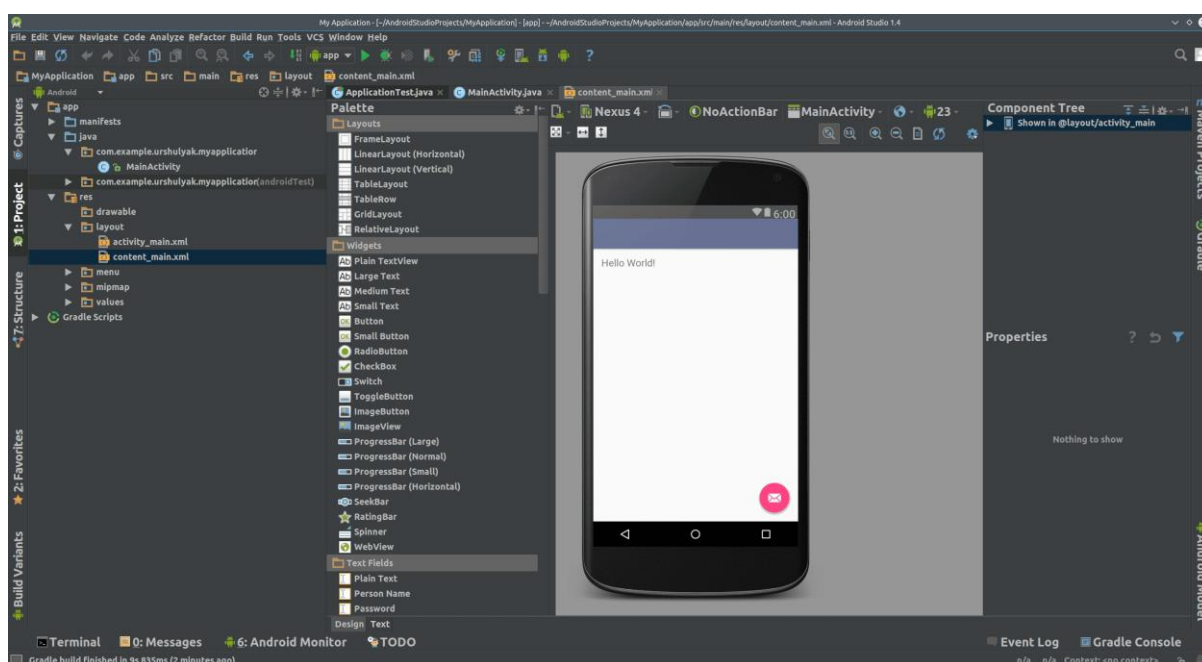 My Application - [~/AndroidStudioProjects/MyApplication] - [app] - ~/AndroidStudioProjects/MyApplication/app/src/main/res/layout/content_main.xml - Android Studio 1.4
File Edit View Navigate Code Analyze Refactor Build Run Tools VCS Window Help
app
MyApplication app src main res layout content_main.xml
Android
ApplicationTest.java
MainActivity.java
content_main.xml
Captures
1: Project
7: Structure
2: Favorites
Build Variants
app
manifests
java
com.example.urshulyak.myapplication
MainActivity
com.example.urshulyak.myapplication(androidTest)
res
drawable
layout
activity_main.xml
content_main.xml
menu
mipmap
values
Gradle Scripts
Palette
Layouts
FrameLayout
LinearLayout (Horizontal)
LinearLayout (Vertical)
TableLayout
TableRow
GridLayout
RelativeLayout
Widgets
Plain TextView
Large Text
Medium Text
Small Text
Button
Small Button
RadioButton
CheckBox
Switch
ToggleButton
ImageButton
ImageView
ProgressBar (Large)
ProgressBar (Normal)
ProgressBar (Small)
ProgressBar (Horizontal)
SeekBar
RatingBar
Spinner
WebView
Text Fields
Plain Text
Person Name
Password
Design Text
Nexus 4
NoActionBar
MainActivity
23
6:00
Hello World!
Component Tree
Shown in @layout/activity_main
Properties
Nothing to show
Maven Projects
Gradle
Android Model
Terminal
0: Messages
6: Android Monitor
TODO
Event Log
Gradle Console
Gradle build finished in 9s 835ms (2 minutes ago)
n/a n/a Context: <no context>